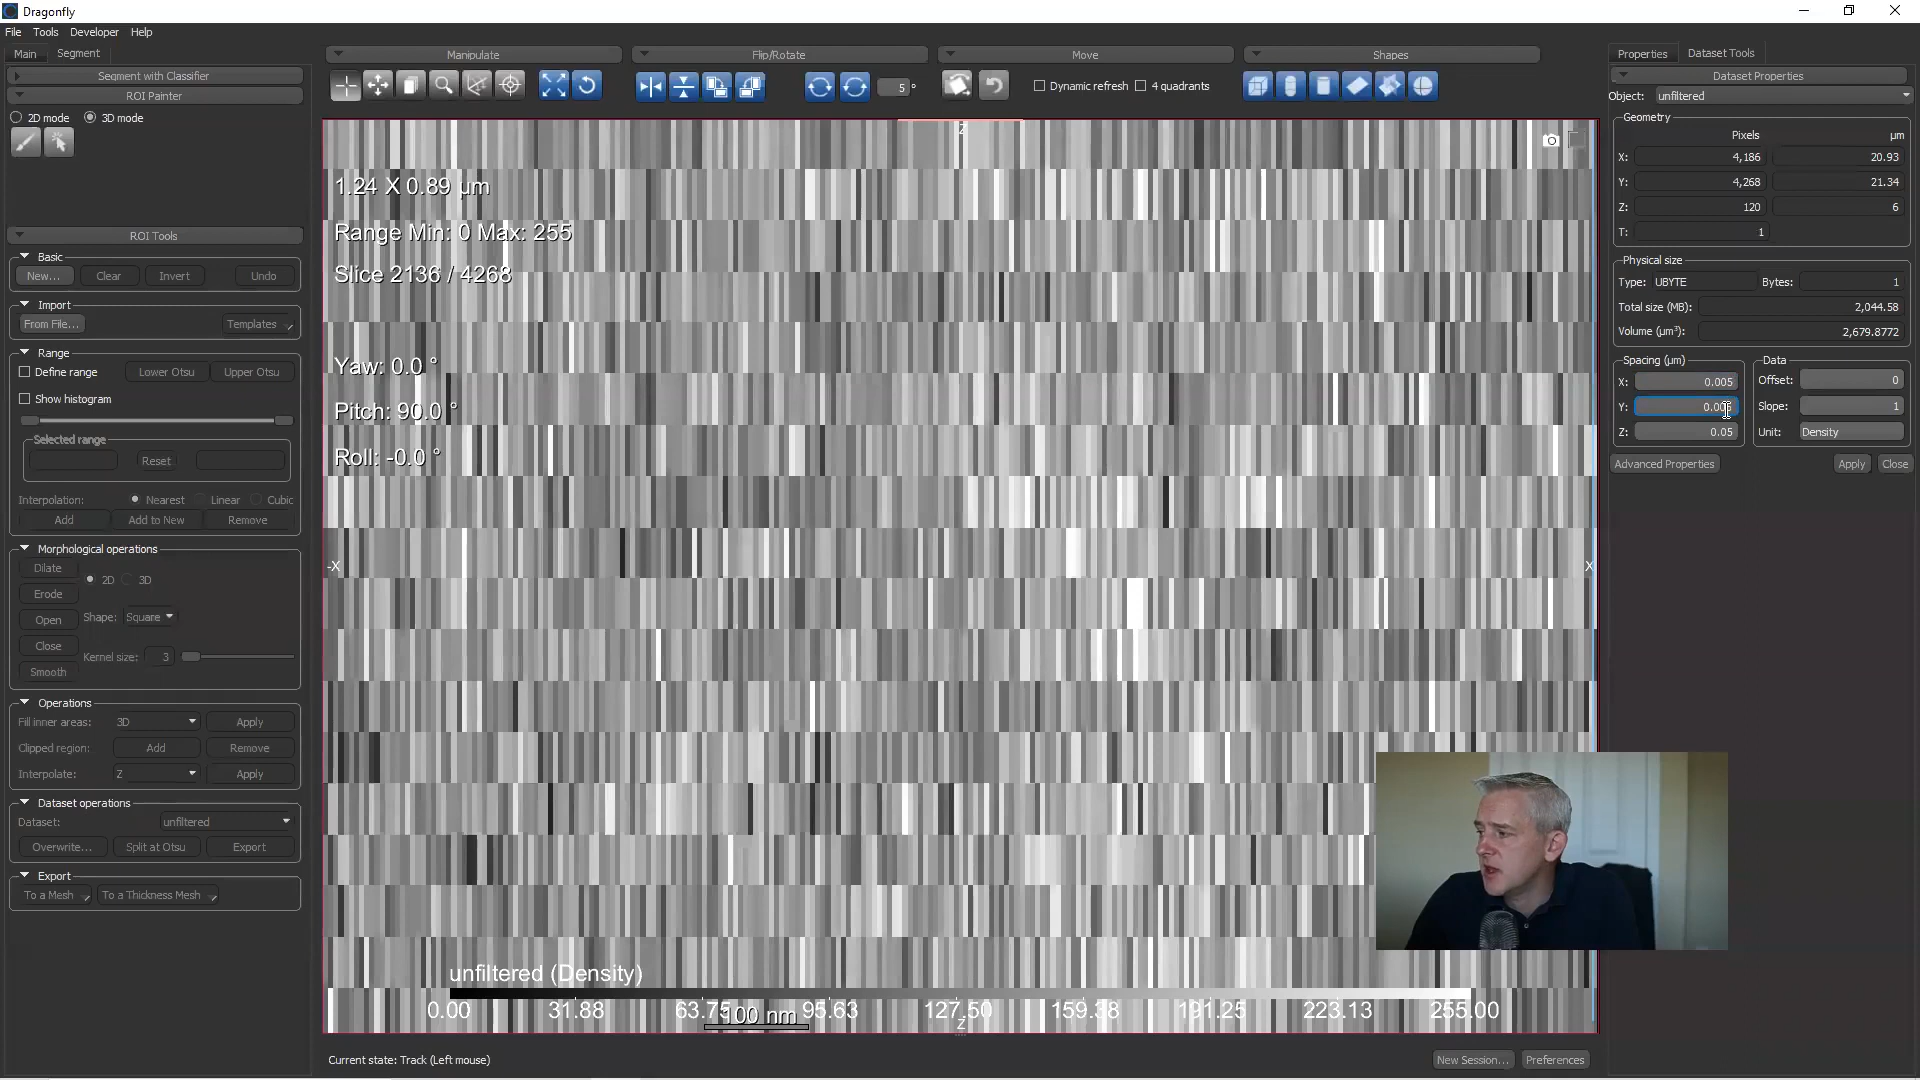 Dragonfly
File Tools Developer Help
Main Segment
Segment with Classifier
ROI Painter
2D mode 3D mode
ROI Tools
Basic
New... Clear Invert Undo
Import
From File... Templates
Range
Define range Lower Otsu Upper Otsu
Show histogram
Selected range
Reset
Interpolation: Nearest Linear Cubic
Add Add to New Remove
Morphological operations
Dilate 2D 3D
Erode
Open Shape: Square
Close
Kernel size: 3
Smooth
Operations
Fill inner areas: 3D Apply
Clipped region: Add Remove
Interpolate: Z Apply
Dataset operations
Dataset: unfiltered
Overwrite... Split at Otsu Export
Export
To a Mesh To a Thickness Mesh
Manipulate Flip/Rotate Move Shapes
5 °
Dynamic refresh 4 quadrants
Z
1.24 X 0.89 µm
Range Min: 0 Max: 255
Slice 2136 / 4268
Yaw: 0.0 °
Pitch: 90.0 °
Roll: -0.0 °
-X X
unfiltered (Density)
0.00 31.88 63.75 95.63 127.50 159.38 191.25 223.13 255.00
100 nm
-Z
Current state: Track (Left mouse)
New Session... Preferences
Properties Dataset Tools
Dataset Properties
Object: unfiltered
Geometry
Pixels µm
X: 4,186 20.93
Y: 4,268 21.34
Z: 120 6
T: 1
Physical size
Type: UBYTE Bytes: 1
Total size (MB): 2,044.58
Volume (µm³): 2,679.8772
Spacing (µm) Data
X: 0.005 Offset: 0
Y: 0.005 Slope: 1
Z: 0.05 Unit: Density
Advanced Properties Apply Close